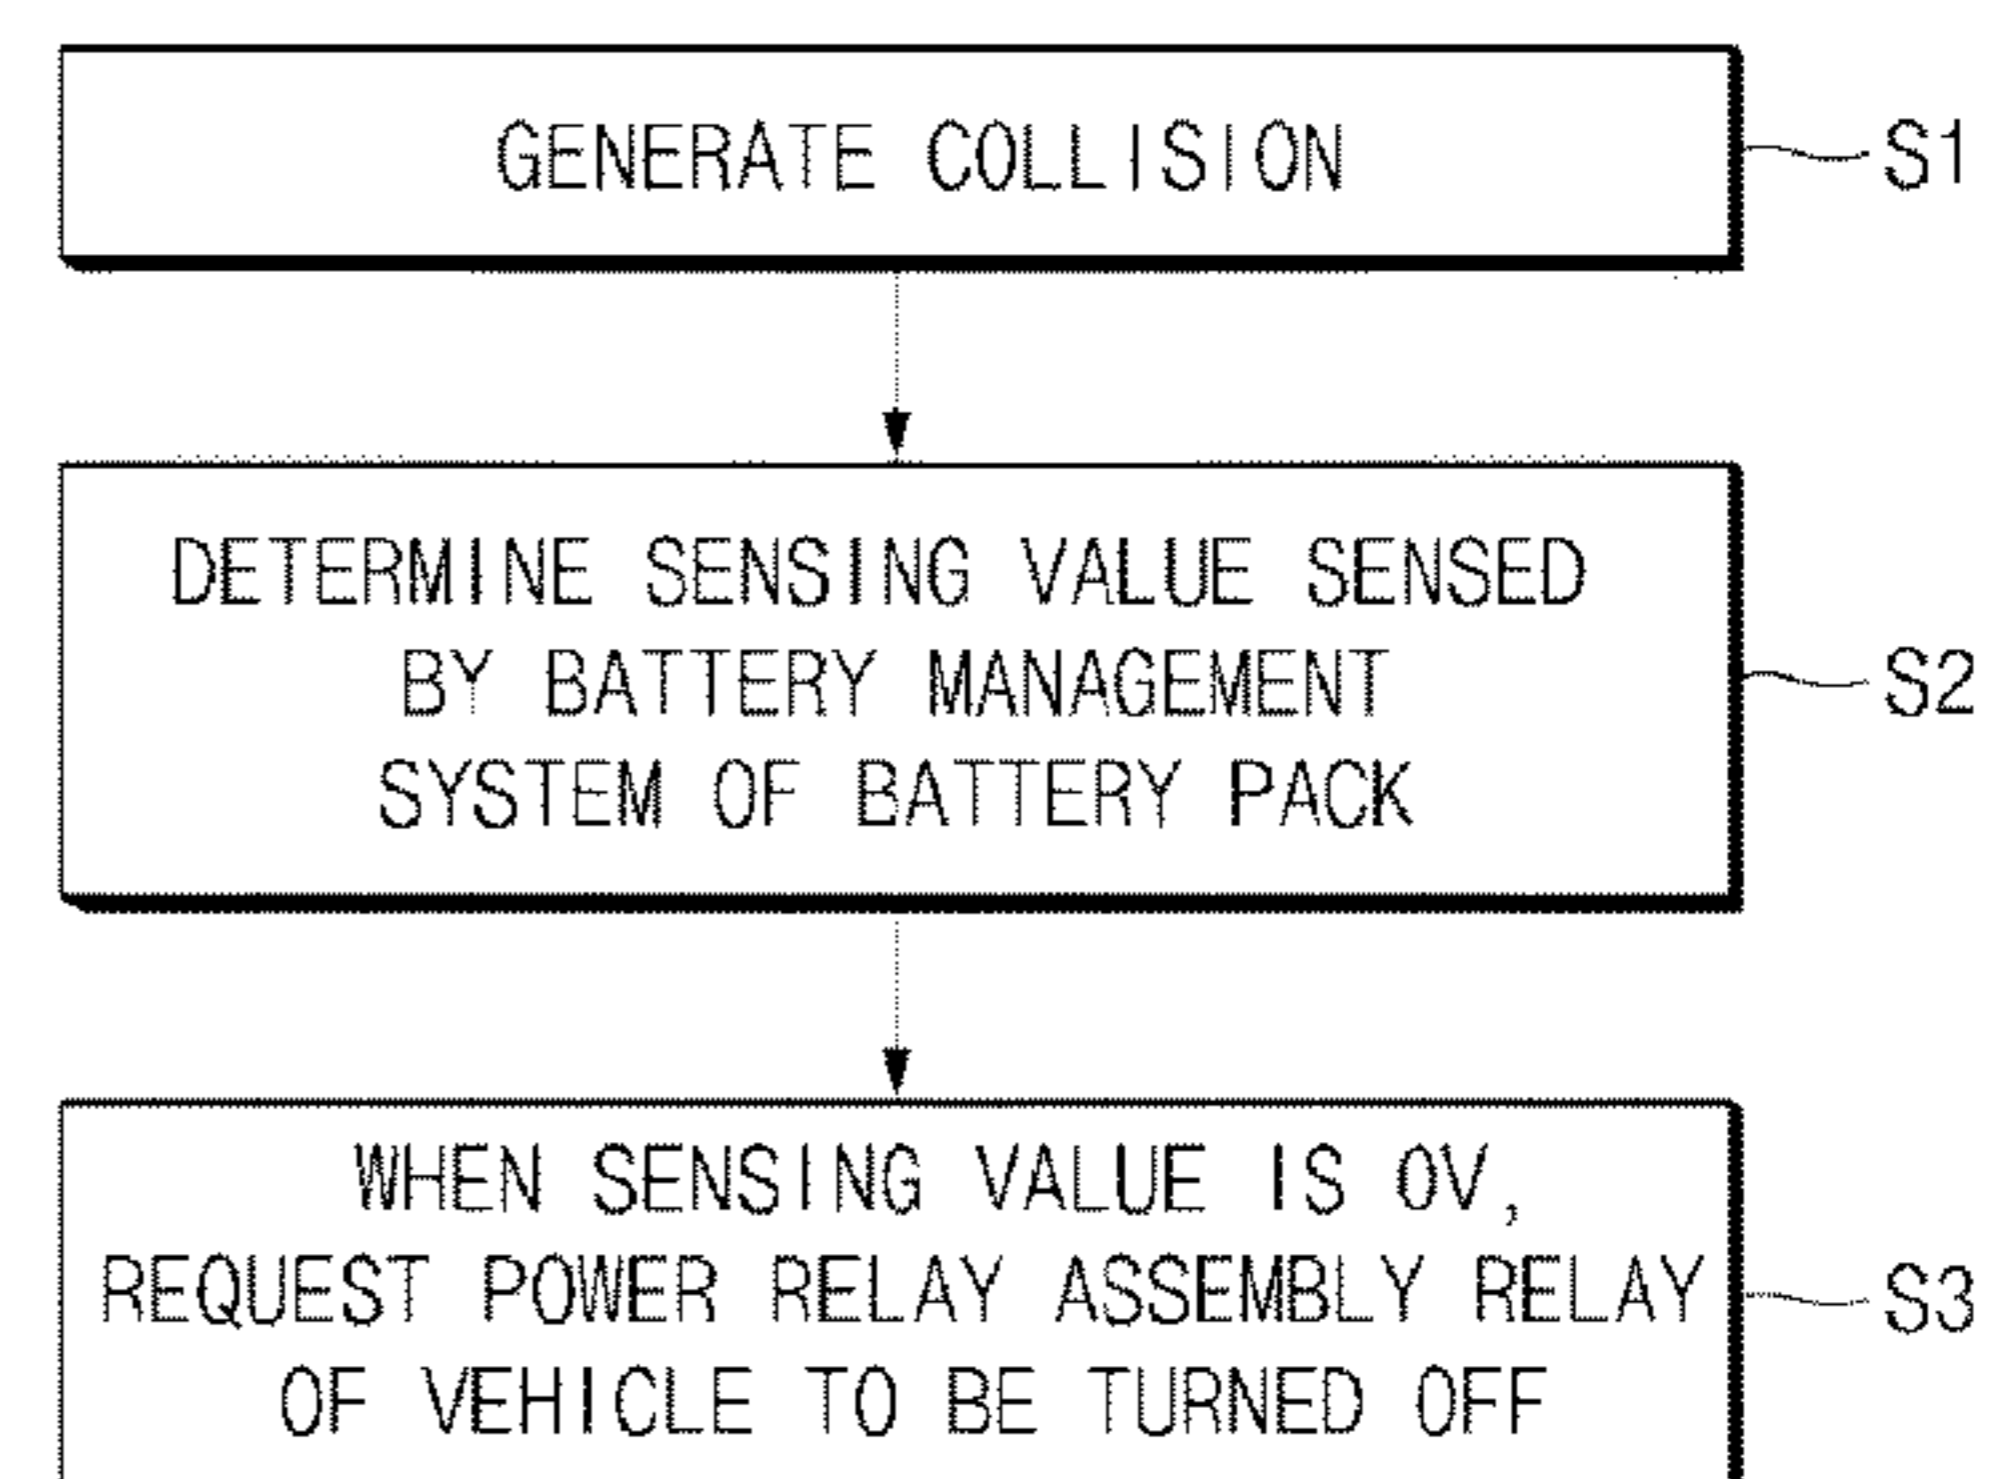 GENERATE COLLISION
S1
DETERMINE SENSING VALUE SENSED
BY BATTERY MANAGEMENT
SYSTEM OF BATTERY PACK
S2
WHEN SENSING VALUE IS 0V,
REQUEST POWER RELAY ASSEMBLY RELAY
OF VEHICLE TO BE TURNED OFF
S3